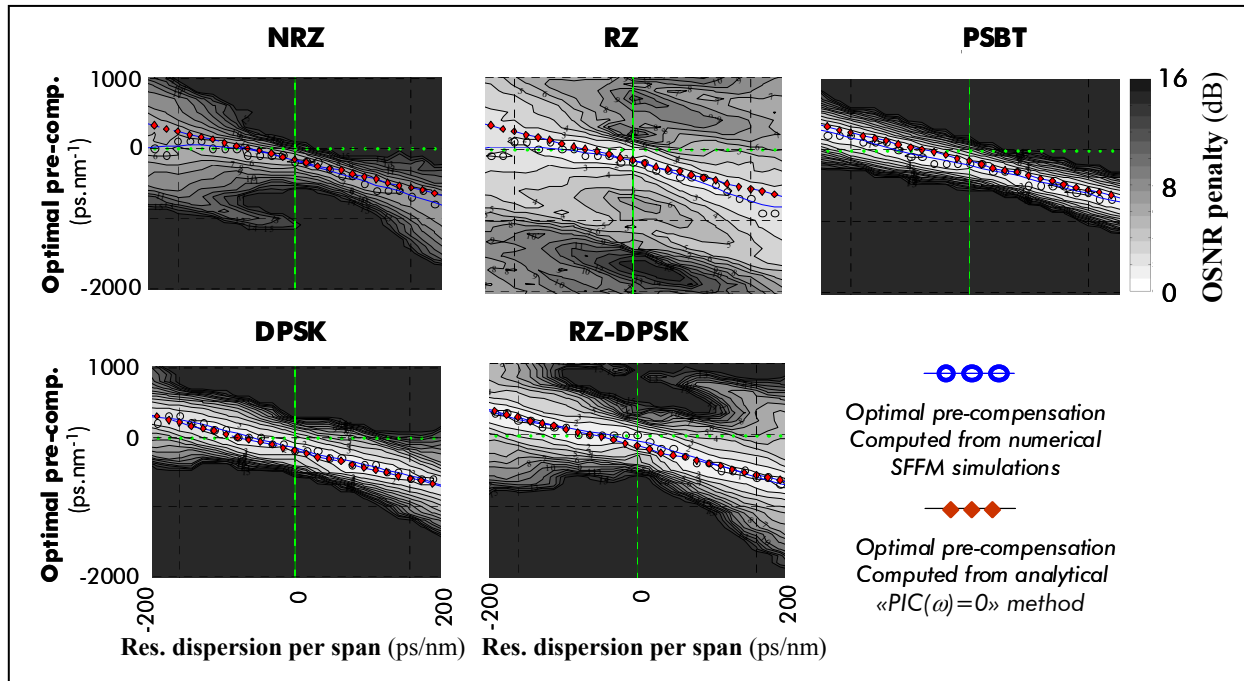 NRZ
RZ
PSBT
Optimal pre-comp.
(ps.nm-1)
1000
0
-2000
16
8
0
OSNR penalty (dB)
DPSK
RZ-DPSK
Optimal pre-comp.
(ps.nm-1)
1000
0
-2000
-200
0
200
-200
0
200
Res. dispersion per span (ps/nm)
Res. dispersion per span (ps/nm)
Optimal pre-compensation
Computed from numerical
SFFM simulations
Optimal pre-compensation
Computed from analytical
«PIC(ω)=0» method